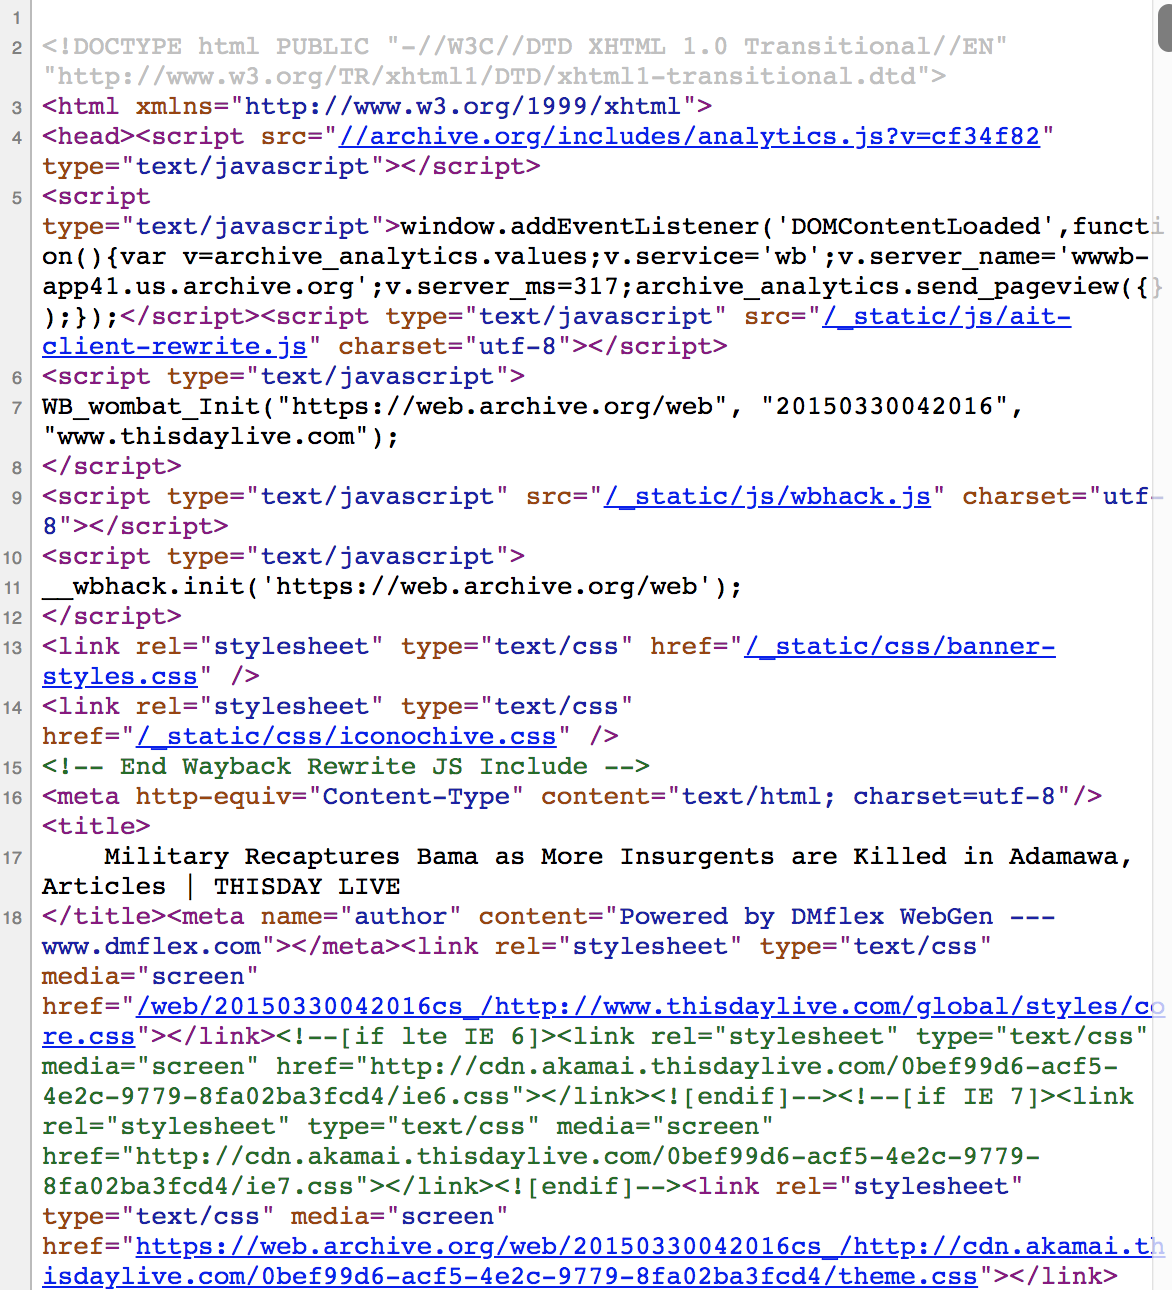 1
2 <!DOCTYPE html PUBLIC "-//W3C//DTD XHTML 1.0 Transitional//EN"
"http://www.w3.org/TR/xhtml1/DTD/xhtml1-transitional.dtd">
3 <html xmlns="http://www.w3.org/1999/xhtml">
4 <head><script src="//archive.org/includes/analytics.js?v=cf34f82"
type="text/javascript"></script>
5 <script
type="text/javascript">window.addEventListener('DOMContentLoaded',functi
on(){var v=archive_analytics.values;v.service='wb';v.server_name='wwwb-
app41.us.archive.org';v.server_ms=317;archive_analytics.send_pageview({}
);});</script><script type="text/javascript" src="/_static/js/ait-
client-rewrite.js" charset="utf-8"></script>
6 <script type="text/javascript">
7 WB_wombat_Init("https://web.archive.org/web", "20150330042016",
"www.thisdaylive.com");
8 </script>
9 <script type="text/javascript" src="/_static/js/wbhack.js" charset="utf-
8"></script>
10 <script type="text/javascript">
11 __wbhack.init('https://web.archive.org/web');
12 </script>
13 <link rel="stylesheet" type="text/css" href="/_static/css/banner-
styles.css" />
14 <link rel="stylesheet" type="text/css"
href="/_static/css/iconochive.css" />
15 <!-- End Wayback Rewrite JS Include -->
16 <meta http-equiv="Content-Type" content="text/html; charset=utf-8"/>
<title>
17     Military Recaptures Bama as More Insurgents are Killed in Adamawa,
Articles | THISDAY LIVE
18 </title><meta name="author" content="Powered by DMflex WebGen ---
www.dmflex.com"></meta><link rel="stylesheet" type="text/css"
media="screen"
href="/web/20150330042016cs_/http://www.thisdaylive.com/global/styles/co
re.css"></link><!--[if lte IE 6]><link rel="stylesheet" type="text/css"
media="screen" href="http://cdn.akamai.thisdaylive.com/0bef99d6-acf5-
4e2c-9779-8fa02ba3fcd4/ie6.css"></link><![endif]--><!--[if IE 7]><link
rel="stylesheet" type="text/css" media="screen"
href="http://cdn.akamai.thisdaylive.com/0bef99d6-acf5-4e2c-9779-
8fa02ba3fcd4/ie7.css"></link><![endif]--><link rel="stylesheet"
type="text/css" media="screen"
href="https://web.archive.org/web/20150330042016cs_/http://cdn.akamai.th
isdaylive.com/0bef99d6-acf5-4e2c-9779-8fa02ba3fcd4/theme.css"></link>